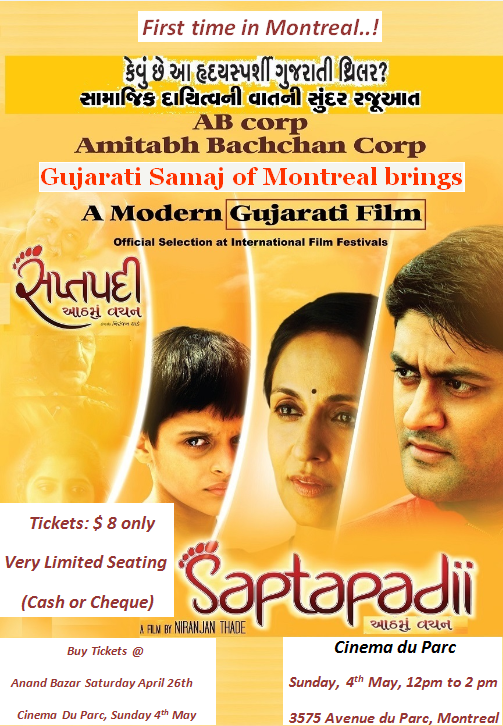 First time in Montreal..!
કેવું છે આ હૃદયસ્પર્શી ગુજરાતી થ્રિલર?
સામાજિક દાયિત્વની વાતની સુંદર રજૂઆત
AB corp
Amitabh Bachchan Corp
Gujarati Samaj of Montreal brings
A Modern Gujarati Film
Official Selection at International Film Festivals
સપ્તપદી
આઠમું વચન
Tickets: $ 8 only
Very Limited Seating
(Cash or Cheque)
Saptapadii
આઠમું વચન
A FILM BY NIRANJAN THADE
Buy Tickets @
Anand Bazar Saturday April 26th
Cinema Du Parc, Sunday 4th May
Cinema du Parc
Sunday, 4th May, 12pm to 2 pm
3575 Avenue du Parc, Montreal